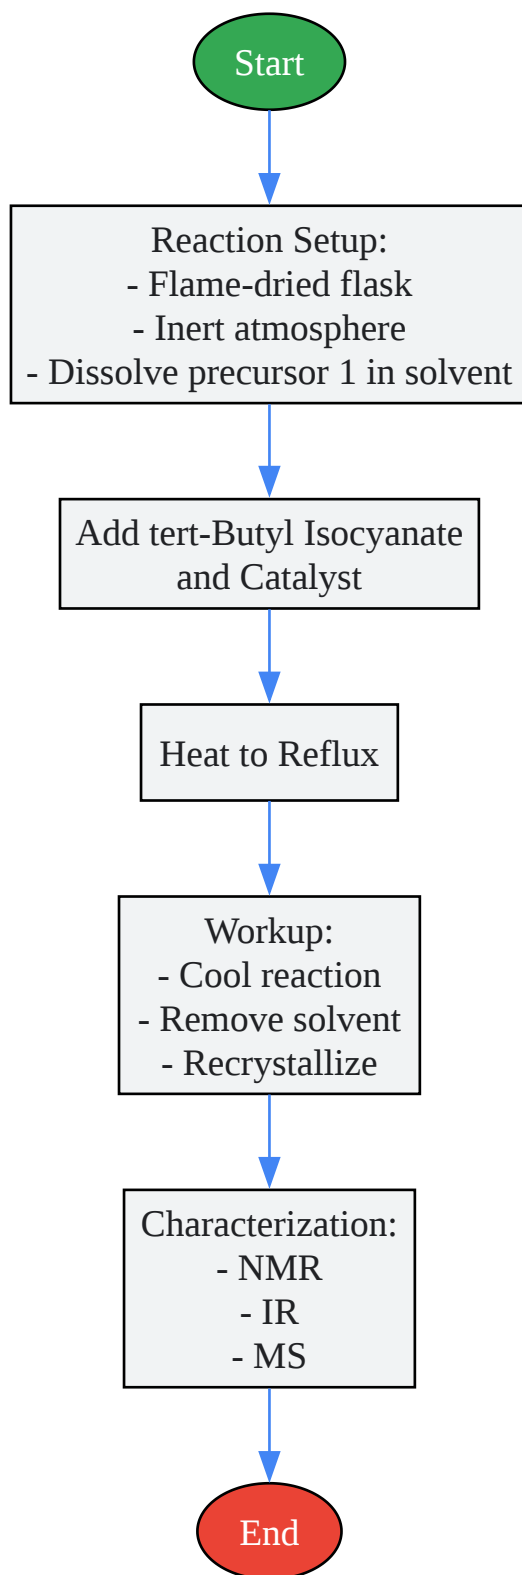 Start
Reaction Setup:
- Flame-dried flask
- Inert atmosphere
- Dissolve precursor 1 in solvent
Add tert-Butyl Isocyanate
and Catalyst
Heat to Reflux
Workup:
- Cool reaction
- Remove solvent
- Recrystallize
Characterization:
- NMR
- IR
- MS
End